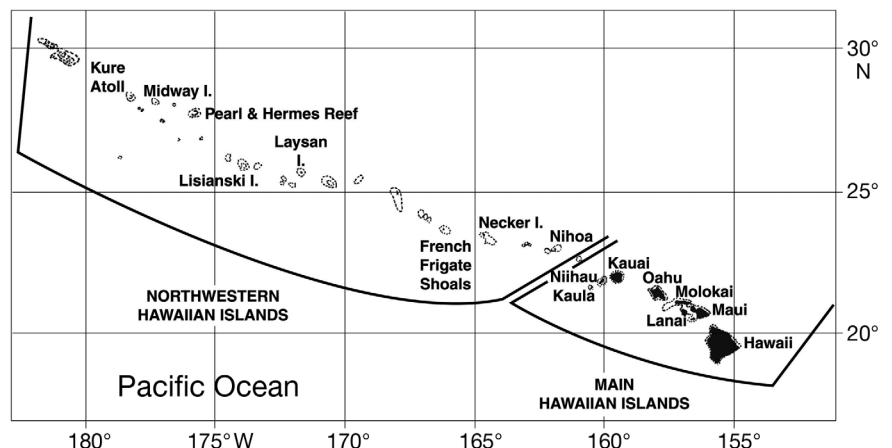 30°
N
Kure
Atoll
Midway I.
Pearl & Hermes Reef
Laysan
I.
Lisianski I.
25°
Necker I.
Nihoa
French
Frigate
Shoals
Kauai
Niihau
Kaula
Oahu
Molokai
Maui
Lanai
Hawaii
20°
NORTHWESTERN
HAWAIIAN ISLANDS
Pacific Ocean
MAIN
HAWAIIAN ISLANDS
180°
175° W
170°
165°
160°
155°